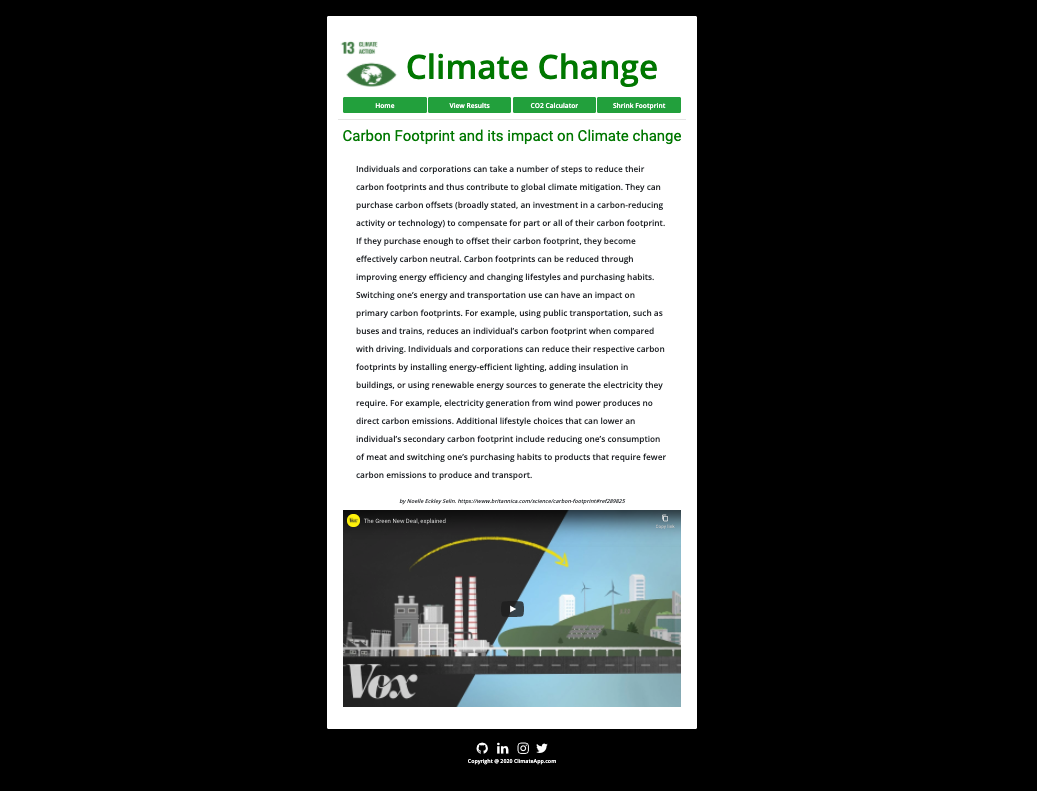 13 CLIMATE
ACTION
Climate Change
Home View Results CO2 Calculator Shrink Footprint
Carbon Footprint and its impact on Climate change
Individuals and corporations can take a number of steps to reduce their
carbon footprints and thus contribute to global climate mitigation. They can
purchase carbon offsets (broadly stated, an investment in a carbon-reducing
activity or technology) to compensate for part or all of their carbon footprint.
If they purchase enough to offset their carbon footprint, they become
effectively carbon neutral. Carbon footprints can be reduced through
improving energy efficiency and changing lifestyles and purchasing habits.
Switching one's energy and transportation use can have an impact on
primary carbon footprints. For example, using public transportation, such as
buses and trains, reduces an individual's carbon footprint when compared
with driving. Individuals and corporations can reduce their respective carbon
footprints by installing energy-efficient lighting, adding insulation in
buildings, or using renewable energy sources to generate the electricity they
require. For example, electricity generation from wind power produces no
direct carbon emissions. Additional lifestyle choices that can lower an
individual's secondary carbon footprint include reducing one's consumption
of meat and switching one's purchasing habits to products that require fewer
carbon emissions to produce and transport.
by Noelle Eckley Selin. https://www.britannica.com/science/carbon-footprint#ref289825
Vox The Green New Deal, explained
Copy link
Vox
Copyright @ 2020 ClimateApp.com